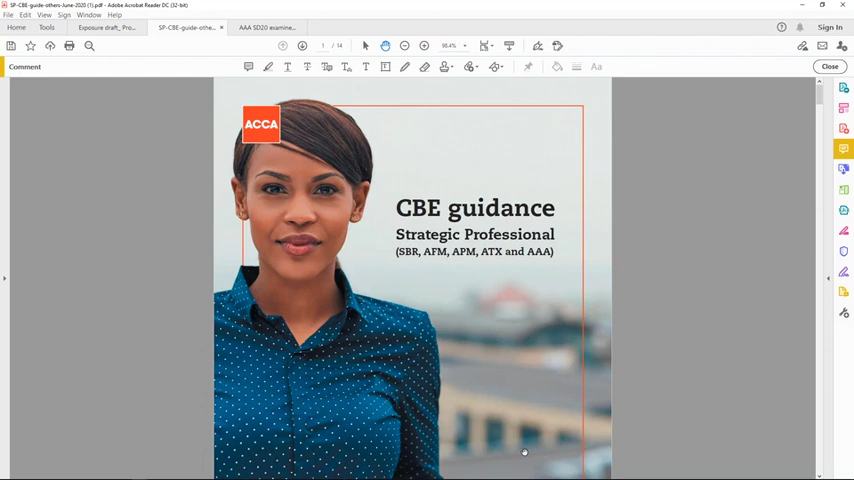 SP-CBE-guide-others-June-2020 (1).pdf - Adobe Acrobat Reader DC (32-bit)
File Edit View Sign Window Help
Home Tools Exposure draft_ Pro... SP-CBE-guide-othe... × AAA SD20 examine... Sign In
1 / 14 98.4%
Comment Close
ACCA
CBE guidance
Strategic Professional
(SBR, AFM, APM, ATX and AAA)